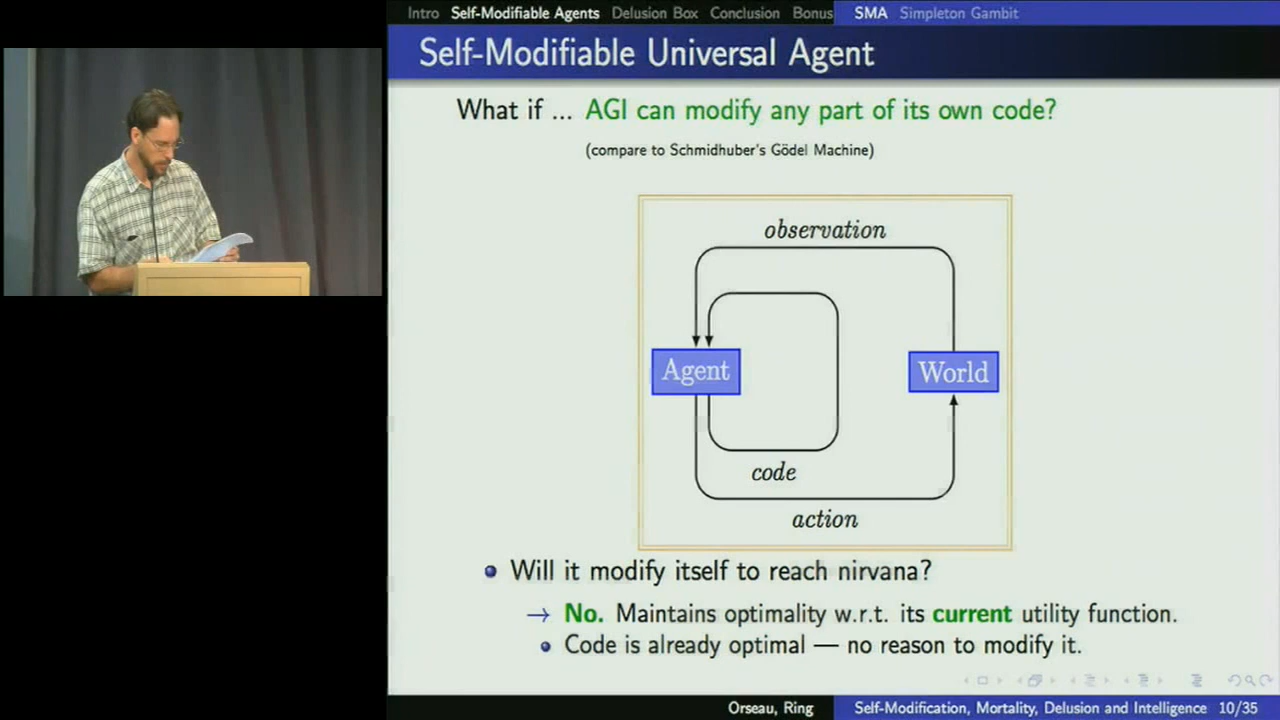 Intro Self-Modifiable Agents Delusion Box Conclusion Bonus SMA Simpleton Gambit
Self-Modifiable Universal Agent
What if ... AGI can modify any part of its own code?
(compare to Schmidhuber's Gödel Machine)
observation
Agent
World
code
action
Will it modify itself to reach nirvana?
→ No. Maintains optimality w.r.t. its current utility function.
Code is already optimal — no reason to modify it.
Orseau, Ring Self-Modification, Mortality, Delusion and Intelligence 10/35